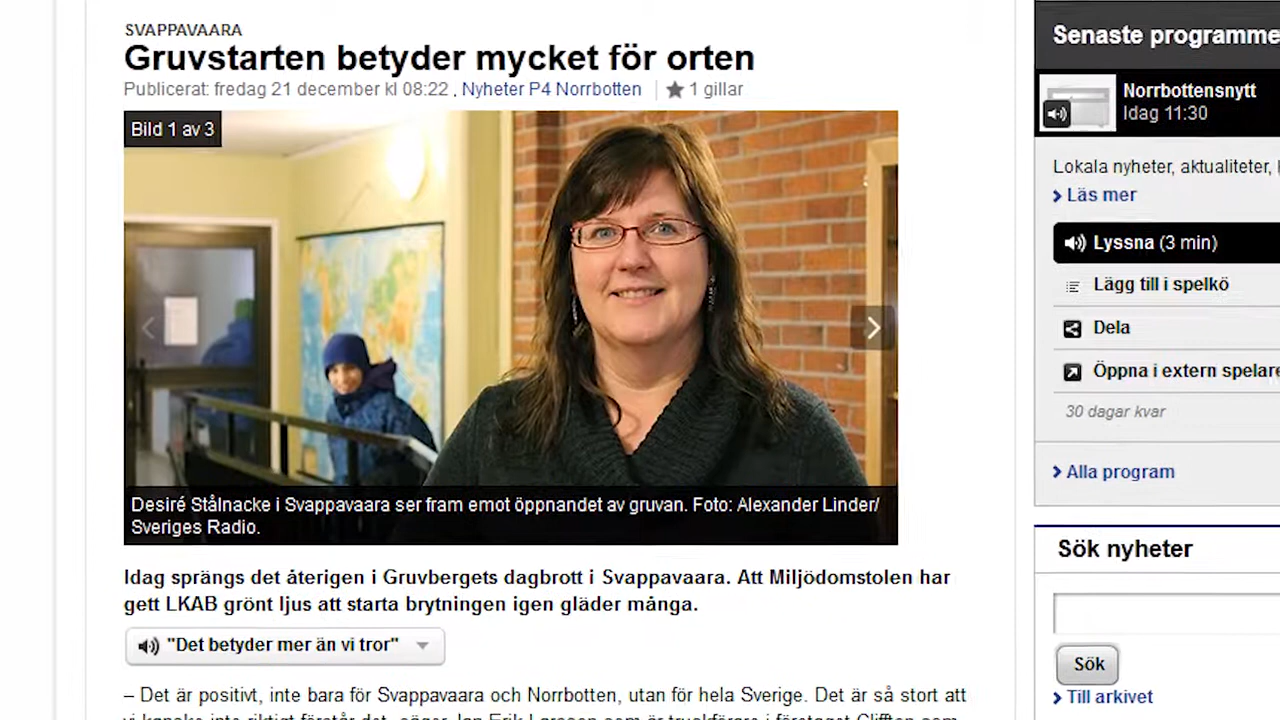 SVAPPAVAARA
Gruvstarten betyder mycket för orten
Publicerat: fredag 21 december kl 08:22 , Nyheter P4 Norrbotten
1 gillar
Bild 1 av 3
Desiré Stålnacke i Svappavaara ser fram emot öppnandet av gruvan. Foto: Alexander Linder/
Sveriges Radio.
Idag sprängs det återigen i Gruvbergets dagbrott i Svappavaara. Att Miljödomstolen har
gett LKAB grönt ljus att starta brytningen igen gläder många.
"Det betyder mer än vi tror"
– Det är positivt, inte bara för Svappavaara och Norrbotten, utan för hela Sverige. Det är så stort att
Senaste programme
Norrbottensnytt
Idag 11:30
Lokala nyheter, aktualiteter,
Läs mer
Lyssna (3 min)
Lägg till i spelkö
Dela
Öppna i extern spelare
30 dagar kvar
Alla program
Sök nyheter
Sök
Till arkivet